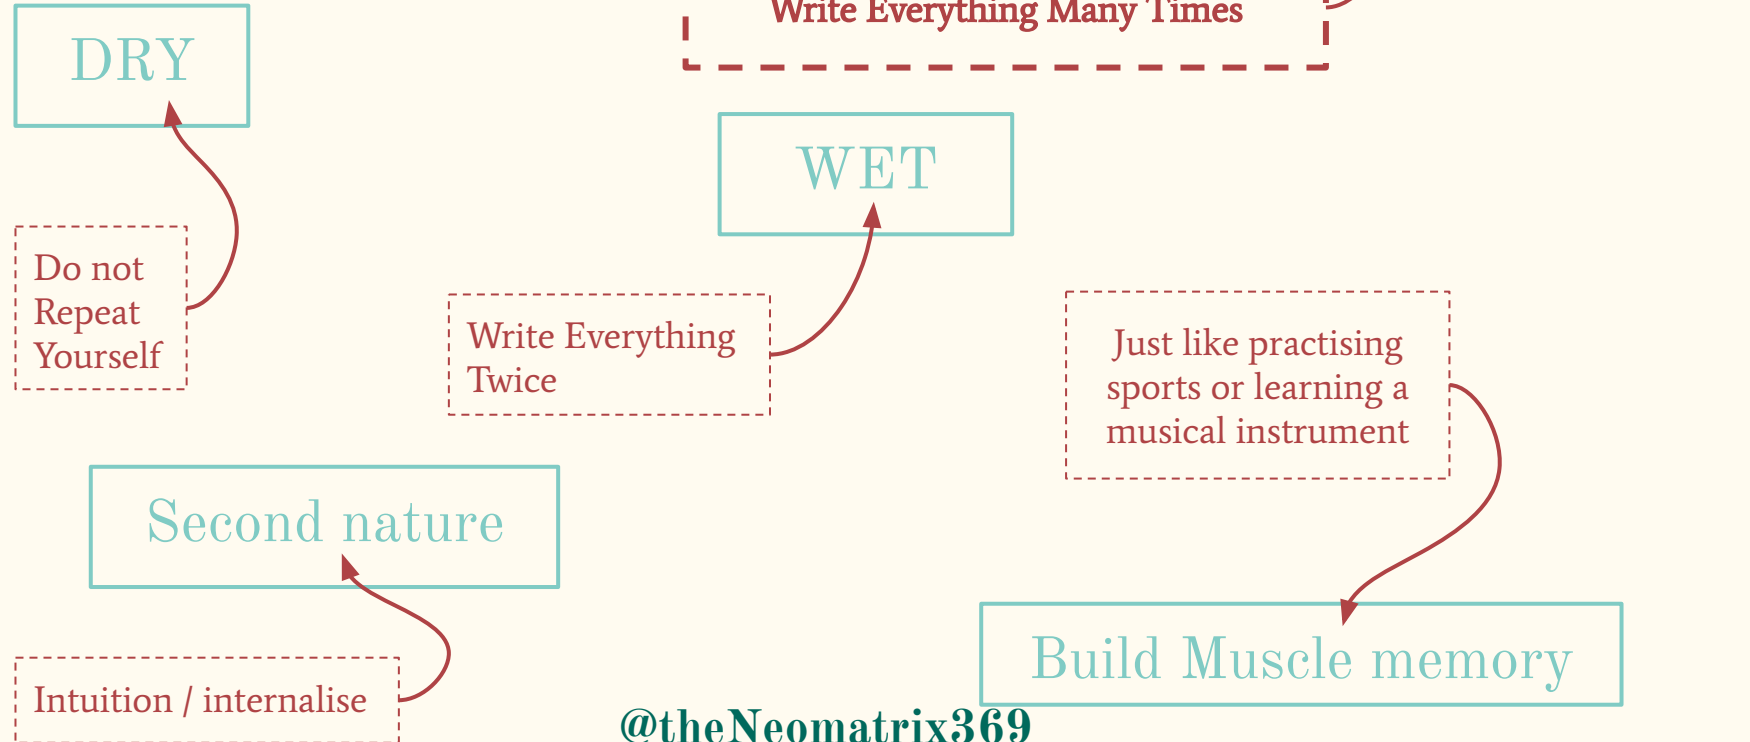 Write Everything Many Times
DRY
WET
Do not
Repeat
Yourself
Write Everything
Twice
Just like practising
sports or learning a
musical instrument
Second nature
Build Muscle memory
Intuition / internalise
@theNeomatrix369